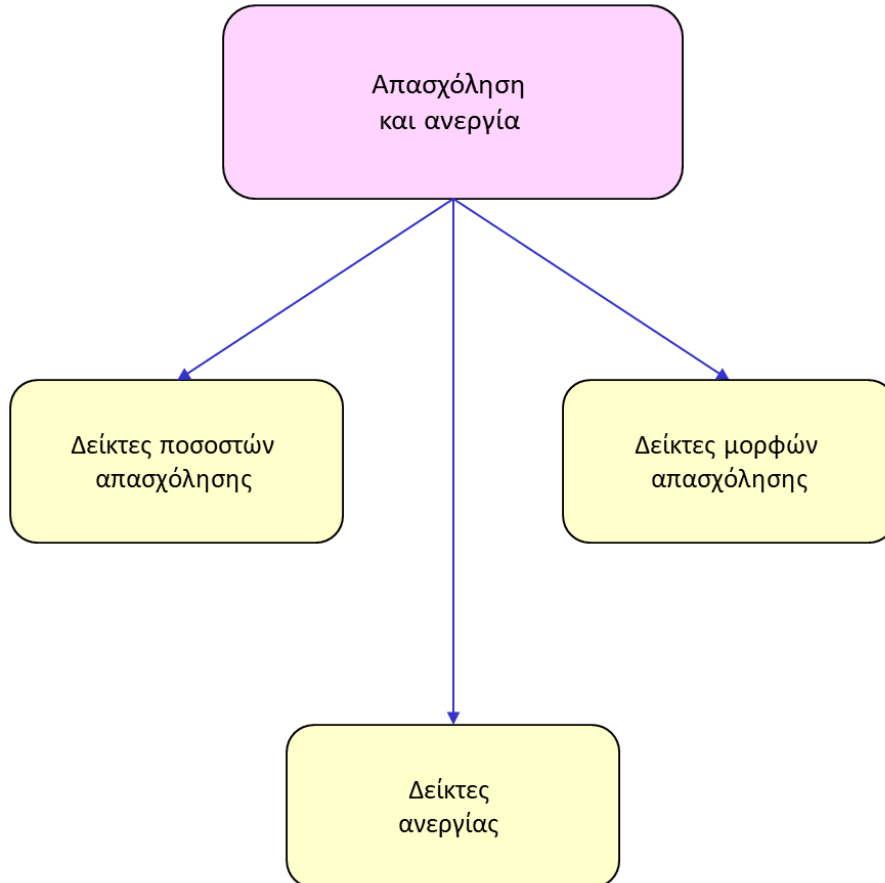 Απασχόληση
και ανεργία
Δείκτες ποσοστών
απασχόλησης
Δείκτες μορφών
απασχόλησης
Δείκτες
ανεργίας